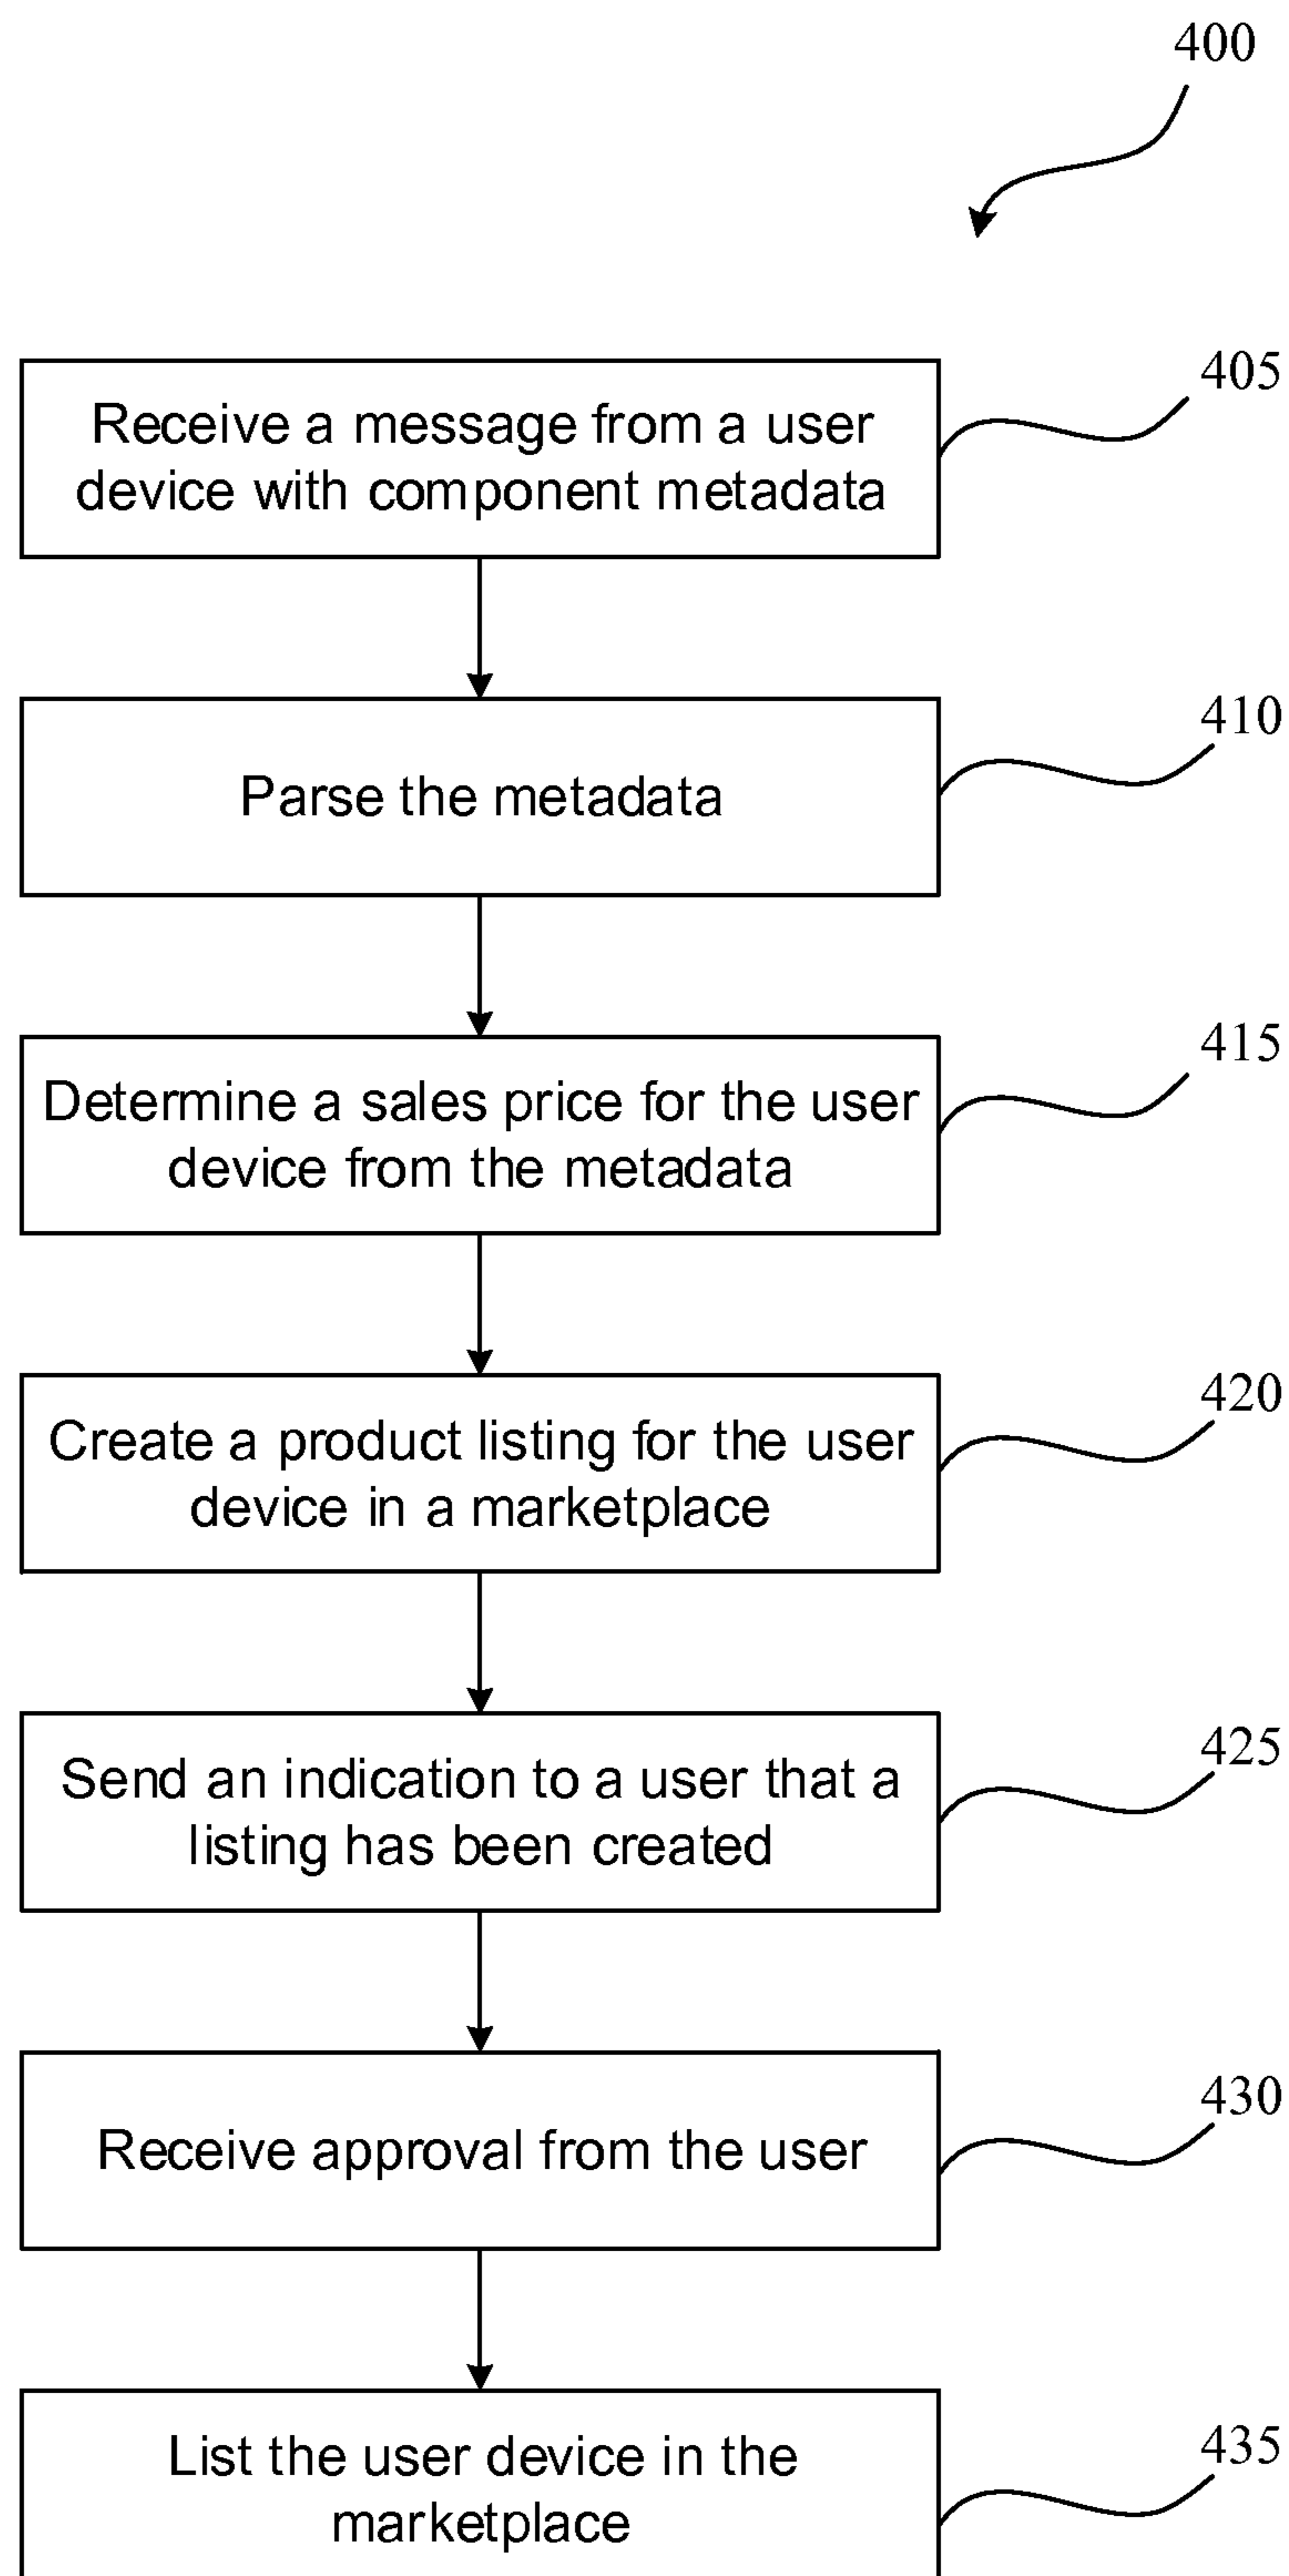 400
Receive a message from a user
device with component metadata
405
Parse the metadata
410
Determine a sales price for the user
device from the metadata
415
Create a product listing for the user
device in a marketplace
420
Send an indication to a user that a
listing has been created
425
Receive approval from the user
430
List the user device in the
marketplace
435